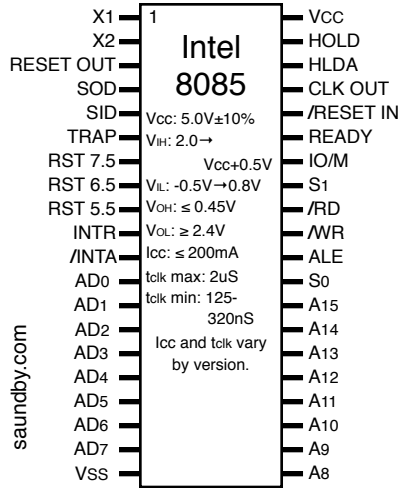 X1
X2
RESET OUT
SOD
SID
TRAP
RST 7.5
RST 6.5
RST 5.5
INTR
/INTA
AD0
AD1
AD2
AD3
AD4
AD5
AD6
AD7
VSS
1
Intel
8085
Vcc: 5.0V±10%
VIH: 2.0→
Vcc+0.5V
VIL: -0.5V→0.8V
VOH: ≤ 0.45V
VOL: ≥ 2.4V
Icc: ≤ 200mA
tclk max: 2uS
tclk min: 125-
320nS
Icc and tclk vary
by version.
VCC
HOLD
HLDA
CLK OUT
/RESET IN
READY
IO/M
S1
/RD
/WR
ALE
S0
A15
A14
A13
A12
A11
A10
A9
A8
saundby.com